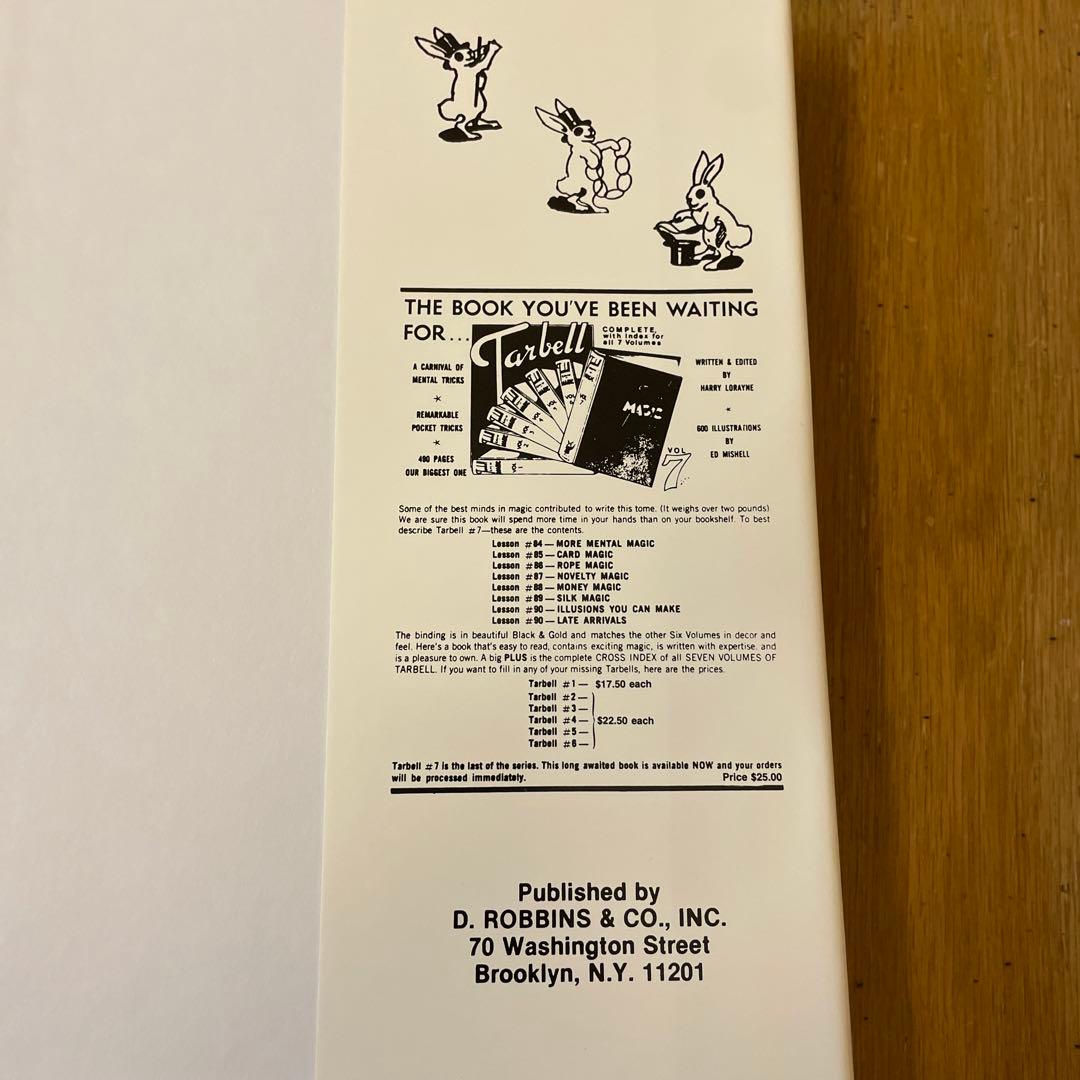 THE BOOK YOU'VE BEEN WAITING
FOR...
Tarbell
COMPLETE,
with Index for
all 7 Volumes
A CARNIVAL OF
MENTAL TRICKS
*
REMARKABLE
POCKET TRICKS
*
490 PAGES
OUR BIGGEST ONE
MAGIC
VOL
7
WRITTEN & EDITED
BY
HARRY LORAYNE
*
600 ILLUSTRATIONS
BY
ED MISHELL
Some of the best minds in magic contributed to write this tome. (It weighs over two pounds)
We are sure this book will spend more time in your hands than on your bookshelf. To best
describe Tarbell #7—these are the contents.
Lesson #84 — MORE MENTAL MAGIC
Lesson #85 — CARD MAGIC
Lesson #86 — ROPE MAGIC
Lesson #87 — NOVELTY MAGIC
Lesson #88 — MONEY MAGIC
Lesson #89 — SILK MAGIC
Lesson #90 — ILLUSIONS YOU CAN MAKE
Lesson #90 — LATE ARRIVALS
The binding is in beautiful Black & Gold and matches the other Six Volumes in decor and
feel. Here's a book that's easy to read, contains exciting magic, is written with expertise, and
is a pleasure to own. A big PLUS is the complete CROSS INDEX of all SEVEN VOLUMES OF
TARBELL. If you want to fill in any of your missing Tarbells, here are the prices.
Tarbell #1 — $17.50 each
Tarbell #2 —
Tarbell #3 —
Tarbell #4 — $22.50 each
Tarbell #5 —
Tarbell #6 —
Tarbell #7 is the last of the series. This long awaited book is available NOW and your orders
will be processed immediately. Price $25.00
Published by
D. ROBBINS & CO., INC.
70 Washington Street
Brooklyn, N.Y. 11201